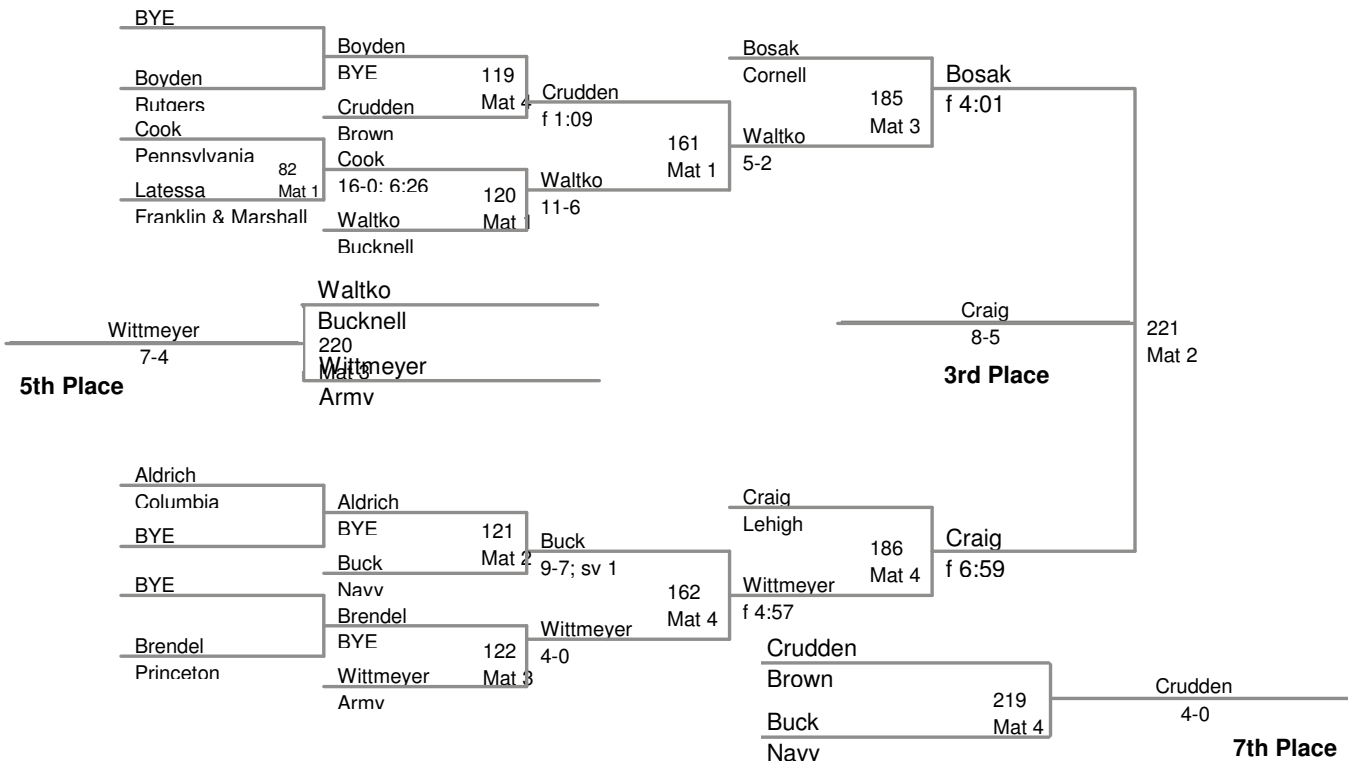 BYE
Boyden
Rutgers
Boyden
BYE
119
Mat 4
Crudden
Brown
Crudden
f 1:09
Cook
Pennsylvania
82
Mat 1
Latessa
Franklin & Marshall
Cook
16-0; 6:26
120
Mat 1
Waltko
Bucknell
Waltko
11-6
161
Mat 1
Bosak
Cornell
Waltko
5-2
185
Mat 3
Bosak
f 4:01
Waltko
Bucknell
220
Mat 3
Wittmeyer
Army
Wittmeyer
7-4
5th Place
Craig
8-5
3rd Place
221
Mat 2
Aldrich
Columbia
BYE
Aldrich
BYE
121
Mat 2
Buck
Navy
Buck
9-7; sv 1
BYE
Brendel
Princeton
Brendel
BYE
122
Mat 3
Wittmeyer
Army
Wittmeyer
4-0
162
Mat 4
Craig
Lehigh
Wittmeyer
f 4:57
186
Mat 4
Craig
f 6:59
Crudden
Brown
219
Mat 4
Buck
Navy
Crudden
4-0
7th Place